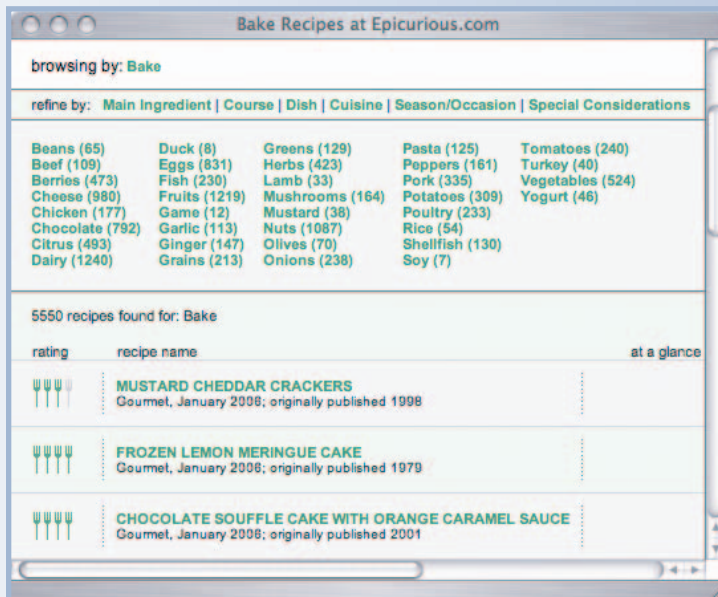 Bake Recipes at Epicurious.com
browsing by: Bake
refine by: Main Ingredient | Course | Dish | Cuisine | Season/Occasion | Special Considerations
Beans (65) Duck (8) Greens (129) Pasta (125) Tomatoes (240)
Beef (109) Eggs (831) Herbs (423) Peppers (161) Turkey (40)
Berries (473) Fish (230) Lamb (33) Pork (335) Vegetables (524)
Cheese (980) Fruits (1219) Mushrooms (164) Potatoes (309) Yogurt (46)
Chicken (177) Game (12) Mustard (38) Poultry (233)
Chocolate (792) Garlic (113) Nuts (1087) Rice (54)
Citrus (493) Ginger (147) Olives (70) Shellfish (130)
Dairy (1240) Grains (213) Onions (238) Soy (7)
5550 recipes found for: Bake
rating recipe name at a glance
MUSTARD CHEDDAR CRACKERS
Gourmet, January 2006; originally published 1998
FROZEN LEMON MERINGUE CAKE
Gourmet, January 2006; originally published 1979
CHOCOLATE SOUFFLE CAKE WITH ORANGE CARAMEL SAUCE
Gourmet, January 2006; originally published 2001